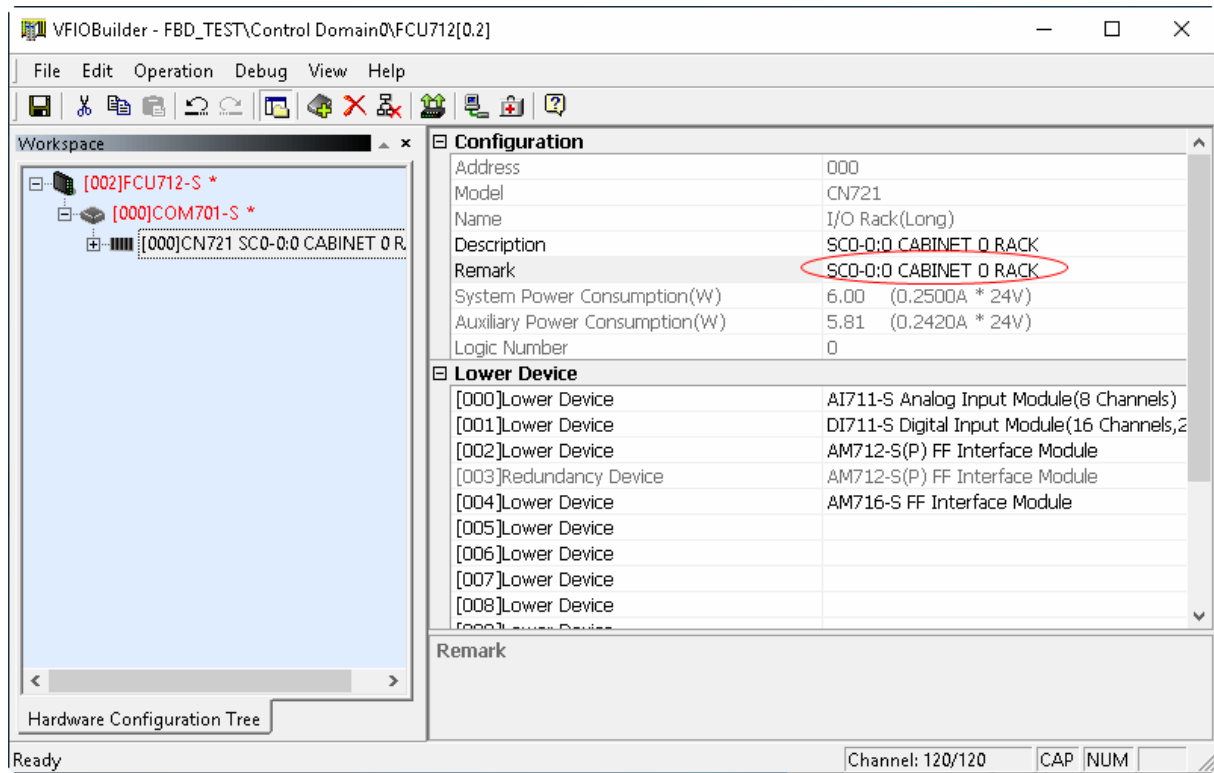 VFIOBuilder - FBD_TEST\Control Domain0\FCU712[0.2]
File Edit Operation Debug View Help
Workspace
[002]FCU712-S *
[000]COM701-S *
[000]CN721 SC0-0:0 CABINET 0 R
Hardware Configuration Tree
Configuration
Address 000
Model CN721
Name I/O Rack(Long)
Description SC0-0:0 CABINET 0 RACK
Remark SC0-0:0 CABINET 0 RACK
System Power Consumption(W) 6.00 (0.2500A * 24V)
Auxiliary Power Consumption(W) 5.81 (0.2420A * 24V)
Logic Number 0
Lower Device
[000]Lower Device AI711-S Analog Input Module(8 Channels)
[001]Lower Device DI711-S Digital Input Module(16 Channels,2
[002]Lower Device AM712-S(P) FF Interface Module
[003]Redundancy Device AM712-S(P) FF Interface Module
[004]Lower Device AM716-S FF Interface Module
[005]Lower Device
[006]Lower Device
[007]Lower Device
[008]Lower Device
Remark
Ready Channel: 120/120 CAP NUM